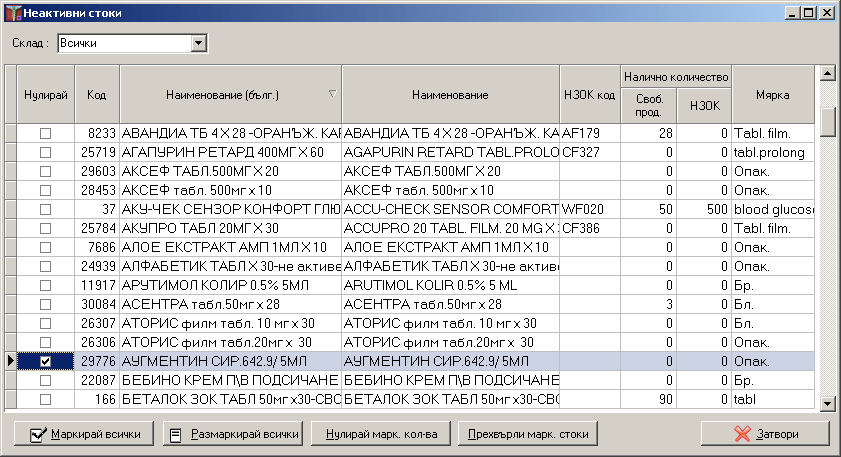 Неактивни стоки
Склад : Всички
Нулирай Код Наименование (бълг.) Наименование НЗОК код Налично количество Мярка
Своб. прод. НЗОК
8233 АВАНДИА ТБ 4 X 28 -ОРАНЪЖ. КАР АВАНДИА ТБ 4 X 28 -ОРАНЪЖ. КА AF179 28 0 Tabl. film.
25719 АГАПУРИН РЕТАРД 400МГ X 60 AGAPURIN RETARD TABL.PROLO CF327 0 0 tabl.prolong
29603 АКСЕФ ТАБЛ.500МГ X 20 АКСЕФ ТАБЛ.500МГ X 20 0 0 Опак.
28453 АКСЕФ табл. 500мг x 10 АКСЕФ табл. 500мг x 10 0 0 Опак.
37 АКУ-ЧЕК СЕНЗОР КОНФОРТ ГЛЮ ACCU-CHECK SENSOR COMFORT WF020 50 500 blood glucos
25784 АКУПРО ТАБЛ 20МГ X 30 ACCUPRO 20 TABL. FILM. 20 MG X CF386 0 0 Tabl. film.
7686 АЛОЕ ЕКСТРАКТ АМП 1МЛ X 10 АЛОЕ ЕКСТРАКТ АМП 1МЛ X 10 0 0 Опак.
24939 АЛФАБЕТИК ТАБЛ X 30-не активе АЛФАБЕТИК ТАБЛ X 30-не активе 0 0 Опак.
11917 АРУТИМОЛ КОЛИР 0.5% 5МЛ ARUTIMOL KOLIR 0.5% 5 ML 0 0 Бр.
30084 АСЕНТРА табл.50мг x 28 АСЕНТРА табл.50мг x 28 3 0 Бл.
26307 АТОРИС филм табл. 10 мг x 30 АТОРИС филм табл. 10 мг x 30 0 0 Бл.
26306 АТОРИС филм табл.20мг x 30 АТОРИС филм табл.20мг x 30 0 0 Опак.
29776 АУГМЕНТИН СИР.642.9/ 5МЛ АУГМЕНТИН СИР.642.9/ 5МЛ 0 0 Опак.
22087 БЕБИНО КРЕМ П\В ПОДСИЧАНЕ БЕБИНО КРЕМ П\В ПОДСИЧАНЕ 0 0 Бр.
166 БЕТАЛОК ЗОК ТАБЛ 50мг x30-СВО БЕТАЛОК ЗОК ТАБЛ 50мг x30-СВО 90 0 tabl
Маркирай всички Размаркирай всички Нулирай марк. кол-ва Прехвърли марк. стоки Затвори